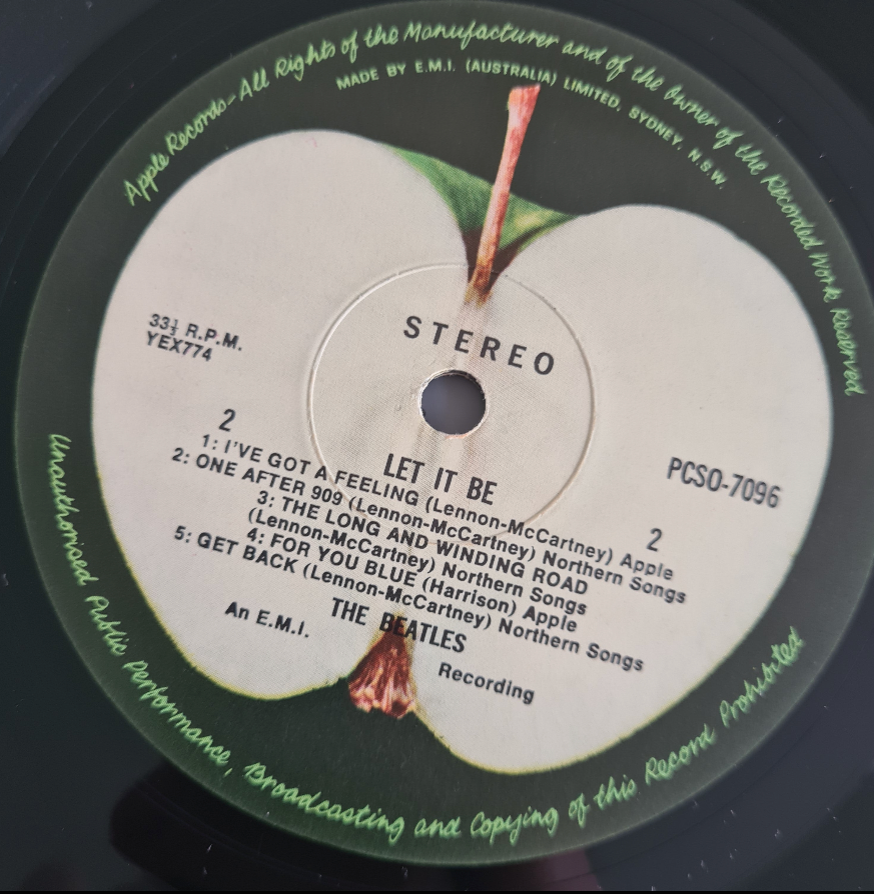 Apple Records-All Rights of the Manufacturer and of the Owner of the Recorded Work Reserved
MADE BY E.M.I. (AUSTRALIA) LIMITED, SYDNEY, N.S.W.
STEREO
33⅓ R.P.M.
YEX774
PCSO-7096
2
2
LET IT BE
1: I'VE GOT A FEELING (Lennon-McCartney) Apple
2: ONE AFTER 909 (Lennon-McCartney) Northern Songs
3: THE LONG AND WINDING ROAD
(Lennon-McCartney) Northern Songs
4: FOR YOU BLUE (Harrison) Apple
5: GET BACK (Lennon-McCartney) Northern Songs
THE BEATLES
An E.M.I.
Recording
Unauthorised Public Performance, Broadcasting and Copying of this Record Prohibited